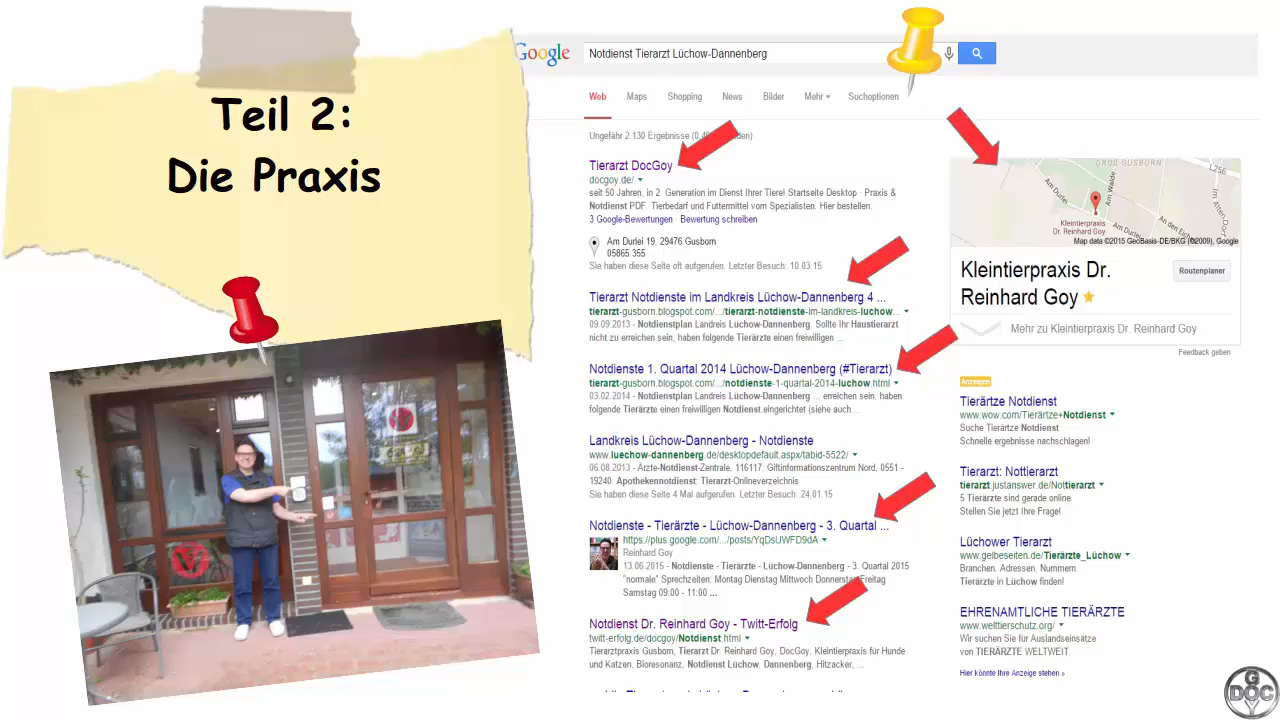 Teil 2:
Die Praxis
Google
Notdienst Tierarzt Lüchow-Dannenberg
Web Maps Shopping News Bilder Mehr Suchoptionen
Ungefähr 2.130 Ergebnisse
Tierarzt DocGoy
docgoy.de/
seit 50 Jahren, in 2. Generation im Dienst Ihrer Tiere! Startseite Desktop · Praxis &
Notdienst PDF · Tierbedarf und Futtermittel vom Spezialisten. Hier bestellen.
3 Google-Bewertungen · Bewertung schreiben
Am Durlei 19, 29476 Gusborn
05865 355
Sie haben diese Seite oft aufgerufen. Letzter Besuch: 10.03.15
Tierarzt Notdienste im Landkreis Lüchow-Dannenberg 4 ...
tierarzt-gusborn.blogspot.com/.../tierarzt-notdienste-im-landkreis-luchow...
09.09.2013 - Notdienstplan Landreis Lüchow-Dannenberg. Sollte Ihr Haustierarzt
nicht zu erreichen sein, haben folgende Tierärzte einen freiwilligen ...
Notdienste 1. Quartal 2014 Lüchow-Dannenberg (#Tierarzt)
tierarzt-gusborn.blogspot.com/.../notdienste-1-quartal-2014-luchow.html
03.02.2014 - Notdienstplan Landreis Lüchow-Dannenberg ... erreichen sein. haben
folgende Tierärzte einen freiwilligen Notdienst eingerichtet (siehe auch ...
Landkreis Lüchow-Dannenberg - Notdienste
www.luechow-dannenberg.de/desktopdefault.aspx/tabid-5522/
06.08.2013 - Ärzte-Notdienst-Zentrale, 116117. Giftinformationszentrum Nord, 0551 -
19240. Apothekennotdienst: Tierarzt-Onlineverzeichnis
Sie haben diese Seite 4 Mal aufgerufen. Letzter Besuch: 24.01.15
Notdienste - Tierärzte - Lüchow-Dannenberg - 3. Quartal ...
https://plus.google.com/.../posts/YqDsUWFD9dA
Reinhard Goy
13.06.2015 - Notdienste - Tierärzte - Lüchow-Dannenberg - 3. Quartal 2015
"normale" Sprechzeiten: Montag Dienstag Mittwoch Donnerstag Freitag
Samstag 09:00 - 11:00 ...
Notdienst Dr. Reinhard Goy - Twitt-Erfolg
twitt-erfolg.de/docgoy/Notdienst.html
Tierarztpraxis Gusborn, Tierarzt Dr. Reinhard Goy, DocGoy, Kleintierpraxis für Hunde
und Katzen, Bioresonanz, Notdienst Lüchow, Dannenberg, Hitzacker, ...
GROß-GUSBORN
L256
Am Durlei
Am Walde
Kleintierpraxis
Dr. Reinhard Goy
Am Durlei
Map data ©2015 GeoBasis-DE/BKG (©2009), Google
Kleintierpraxis Dr.
Reinhard Goy
Routenplaner
Mehr zu Kleintierpraxis Dr. Reinhard Goy
Feedback geben
Anzeigen
Tierärtze Notdienst
www.wow.com/Tierärtze+Notdienst
Suche Tierärtze Notdienst
Schnelle ergebnisse nachschlagen!
Tierarzt: Nottierarzt
tierarzt.justanswer.de/Nottierarzt
5 Tierärzte sind gerade online.
Stellen Sie jetzt Ihre Frage!
Lüchower Tierarzt
www.gelbeseiten.de/Tierärzte_Lüchow
Branchen. Adressen, Nummern.
Tierärzte in Lüchow finden!
EHRENAMTLICHE TIERÄRZTE
www.welttierschutz.org/
Wir suchen Sie für Auslandseinsätze
von TIERÄRZTE WELTWEIT.
Hier könnte Ihre Anzeige stehen »
G
DOC
Y